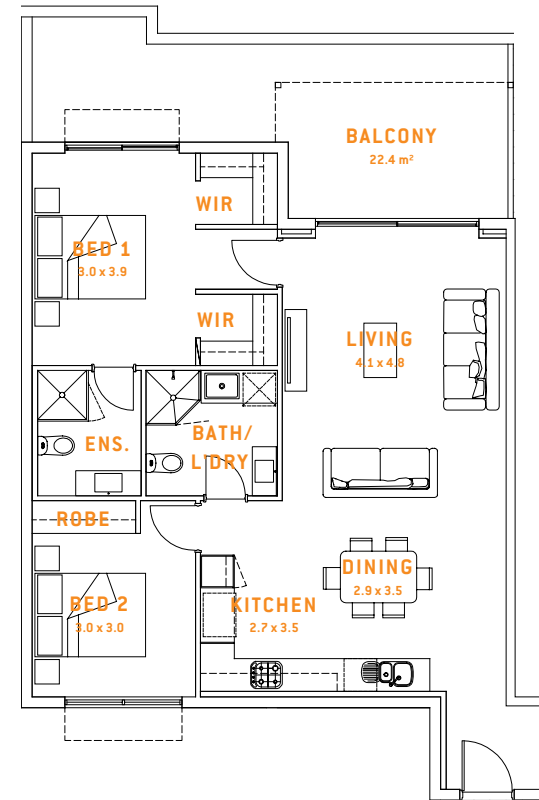 BALCONY
22.4 m²
WIR
BED 1
3.0 x 3.9
WIR
LIVING
4.1 x 4.8
BATH/
L'DRY
ENS.
ROBE
DINING
2.9 x 3.5
BED 2
3.0 x 3.0
KITCHEN
2.7 x 3.5